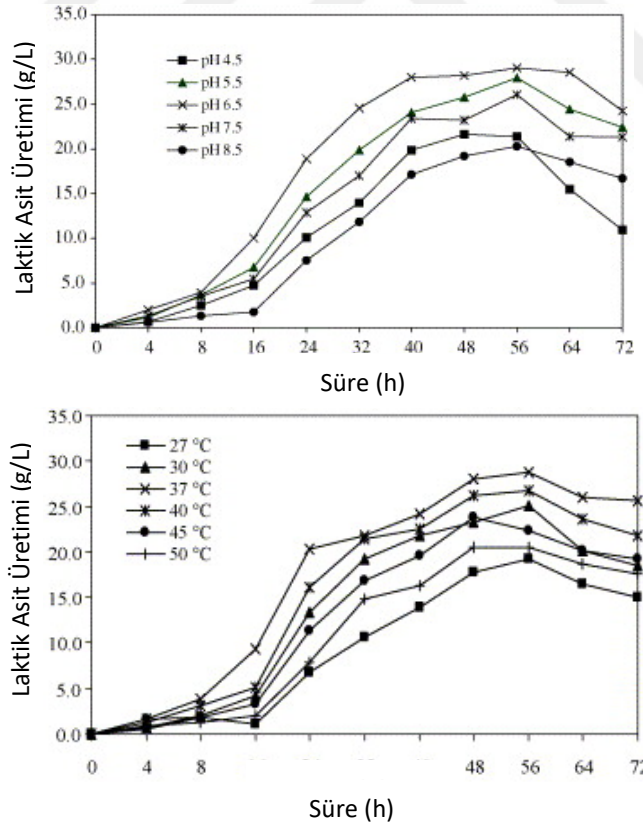 35.0
30.0
25.0
20.0
15.0
10.0
5.0
0.0
Laktik Asit Üretimi (g/L)
pH 4.5
pH 5.5
pH 6.5
pH 7.5
pH 8.5
0 4 8 16 24 32 40 48 56 64 72
Süre (h)
35.0
30.0
25.0
20.0
15.0
10.0
5.0
0.0
Laktik Asit Üretimi (g/L)
27 °C
30 °C
37 °C
40 °C
45 °C
50 °C
0 4 8 48 56 64 72
Süre (h)